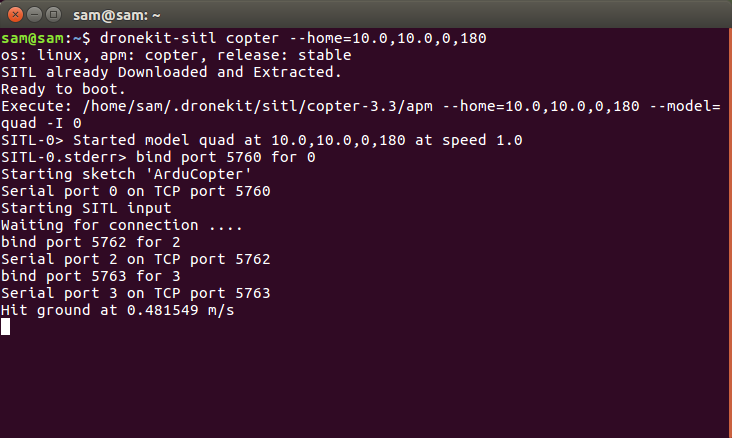 sam@sam: ~
sam@sam:~$ dronekit-sitl copter --home=10.0,10.0,0,180
os: linux, apm: copter, release: stable
SITL already Downloaded and Extracted.
Ready to boot.
Execute: /home/sam/.dronekit/sitl/copter-3.3/apm --home=10.0,10.0,0,180 --model=
quad -I 0
SITL-0> Started model quad at 10.0,10.0,0,180 at speed 1.0
SITL-0.stderr> bind port 5760 for 0
Starting sketch 'ArduCopter'
Serial port 0 on TCP port 5760
Starting SITL input
Waiting for connection ....
bind port 5762 for 2
Serial port 2 on TCP port 5762
bind port 5763 for 3
Serial port 3 on TCP port 5763
Hit ground at 0.481549 m/s